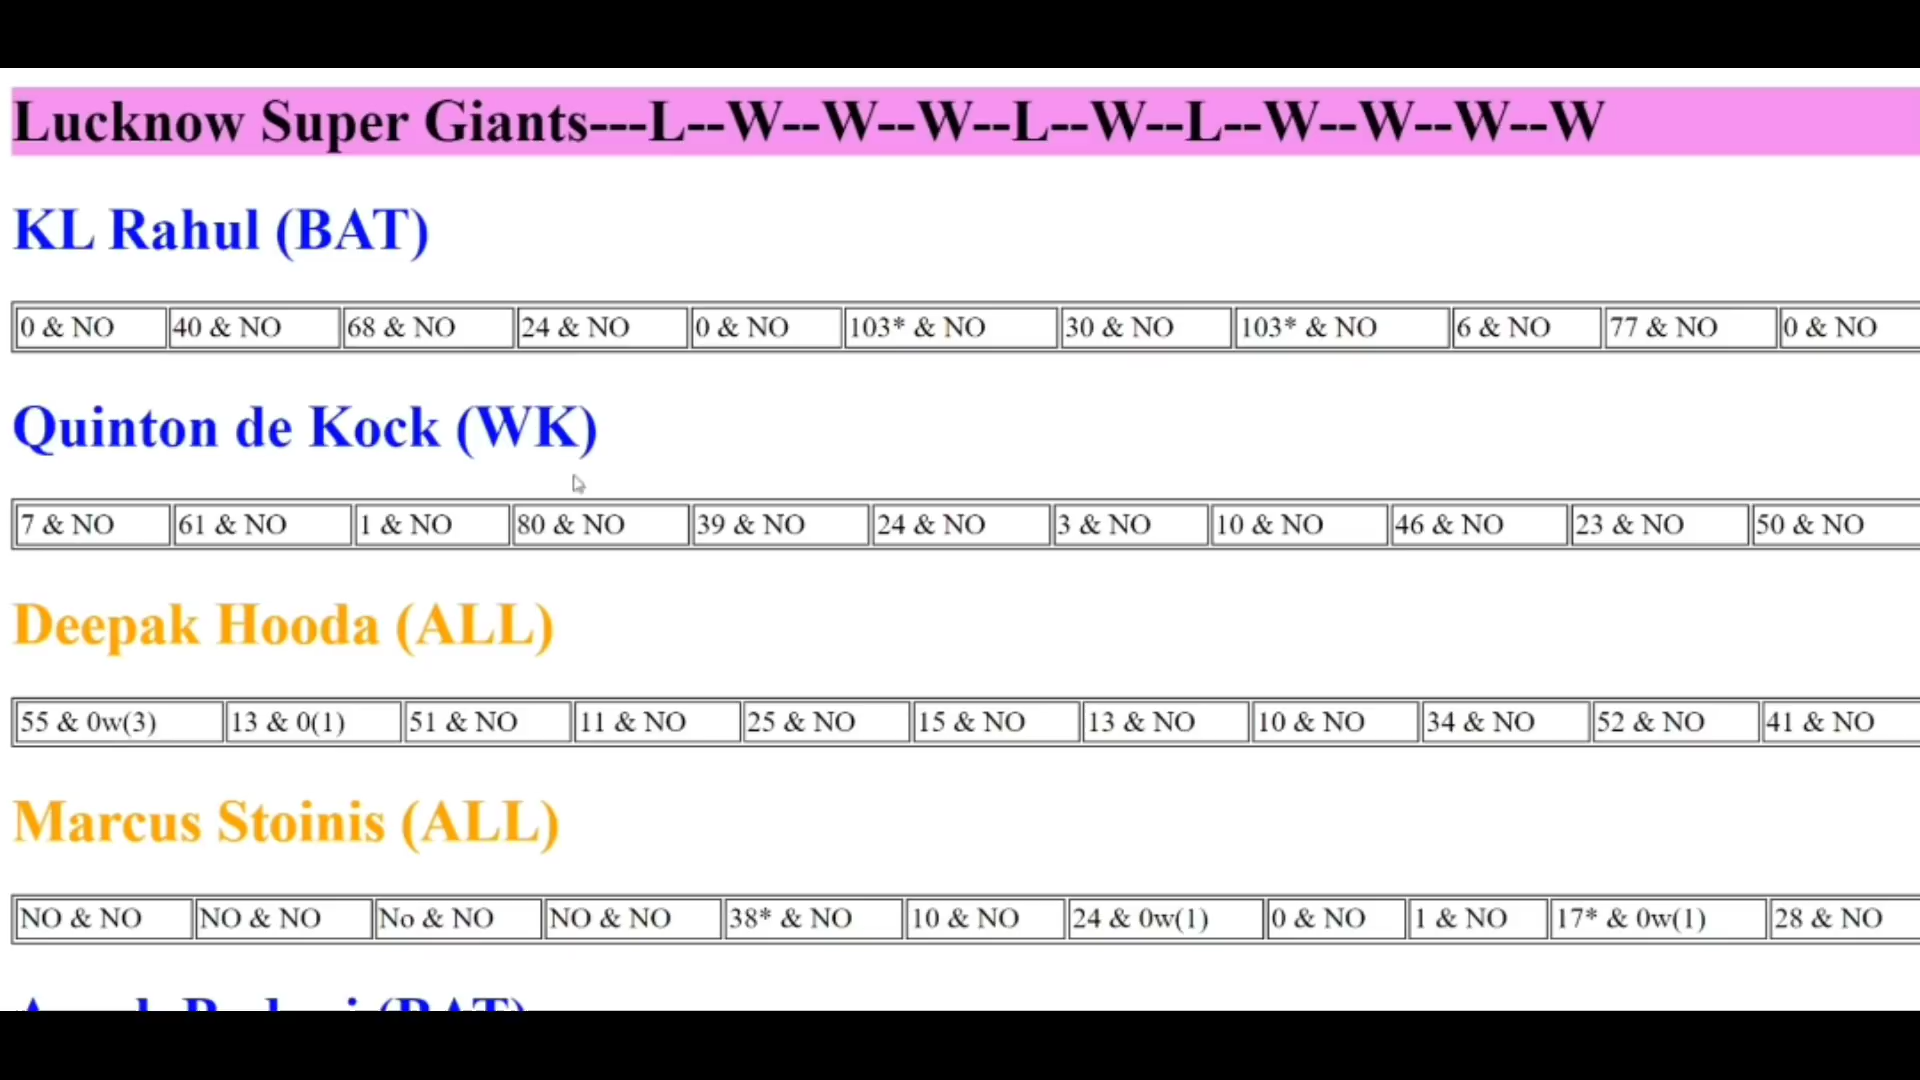 Lucknow Super Giants---L--W--W--W--L--W--L--W--W--W--W
KL Rahul (BAT)
0 & NO 40 & NO 68 & NO 24 & NO 0 & NO 103* & NO 30 & NO 103* & NO 6 & NO 77 & NO 0 & NO
Quinton de Kock (WK)
7 & NO 61 & NO 1 & NO 80 & NO 39 & NO 24 & NO 3 & NO 10 & NO 46 & NO 23 & NO 50 & NO
Deepak Hooda (ALL)
55 & 0w(3) 13 & 0(1) 51 & NO 11 & NO 25 & NO 15 & NO 13 & NO 10 & NO 34 & NO 52 & NO 41 & NO
Marcus Stoinis (ALL)
NO & NO NO & NO No & NO NO & NO 38* & NO 10 & NO 24 & 0w(1) 0 & NO 1 & NO 17* & 0w(1) 28 & NO
(BAT)